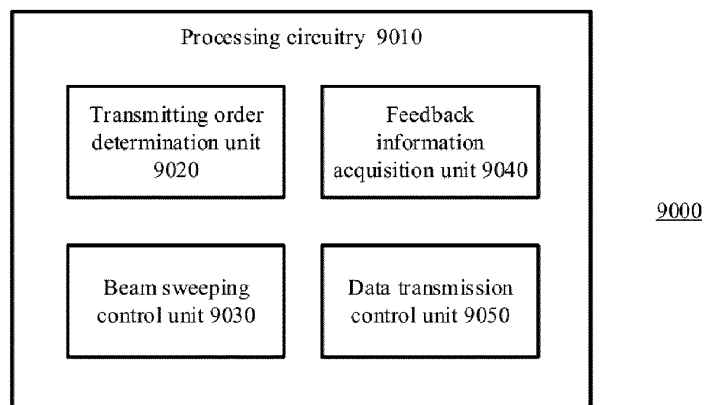 Processing circuitry 9010
Transmitting order
determination unit
9020
Feedback
information
acquisition unit 9040
9000
Beam sweeping
control unit 9030
Data transmission
control unit 9050